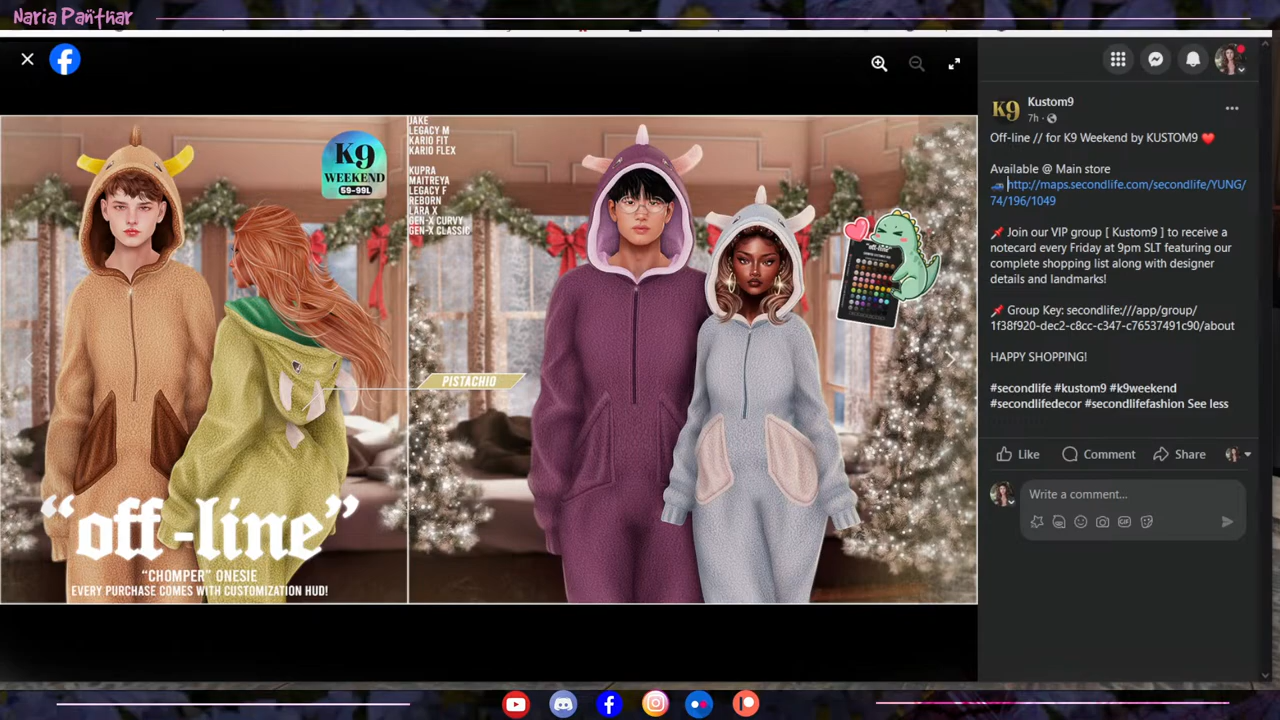 Naria Panthar
K9
WEEKEND
59-99L
JAKE
LEGACY M
KARIO FIT
KARIO FLEX
KUPRA
MAITREYA
LEGACY F
REBORN
LARA X
GEN-X CURVY
GEN-X CLASSIC
"off-line"
PISTACHIO
"off-line"
"CHOMPER" ONESIE
EVERY PURCHASE COMES WITH CUSTOMIZATION HUD!
K9
Kustom9
7h ·
Off-line // for K9 Weekend by KUSTOM9 ❤️
Available @ Main store
🚙 http://maps.secondlife.com/secondlife/YUNG/
74/196/1049
📌 Join our VIP group [ Kustom9 ] to receive a
notecard every Friday at 9pm SLT featuring our
complete shopping list along with designer
details and landmarks!
📌 Group Key: secondlife:///app/group/
1f38f920-dec2-c8cc-c347-c76537491c90/about
HAPPY SHOPPING!
#secondlife #kustom9 #k9weekend
#secondlifedecor #secondlifefashion See less
Like Comment Share
Write a comment...
GIF